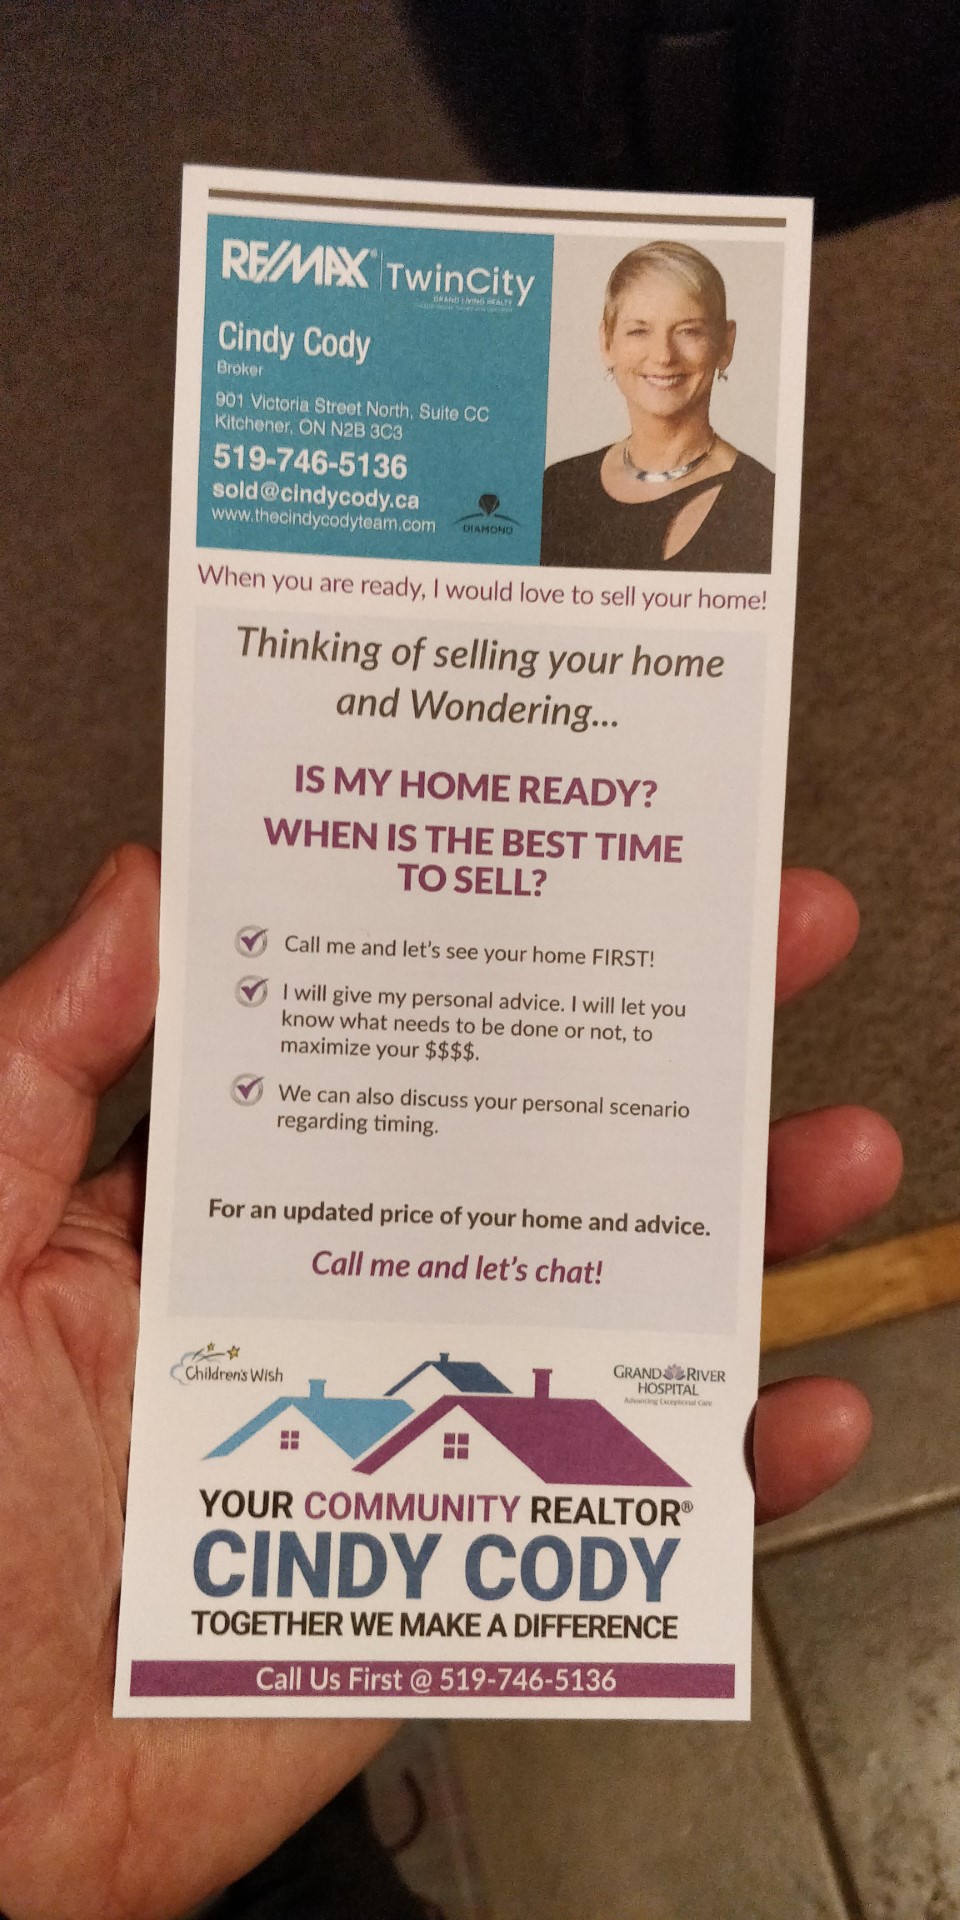 RE/MAX® TwinCity
GRAND LIVING REALTY
Cindy Cody
Broker
901 Victoria Street North, Suite CC
Kitchener, ON N2B 3C3
519-746-5136
sold@cindycody.ca
www.thecindycodyteam.com
DIAMOND
When you are ready, I would love to sell your home!
Thinking of selling your home
and Wondering...
IS MY HOME READY?
WHEN IS THE BEST TIME
TO SELL?
Call me and let's see your home FIRST!
I will give my personal advice. I will let you
know what needs to be done or not, to
maximize your $$$$.
We can also discuss your personal scenario
regarding timing.
For an updated price of your home and advice.
Call me and let's chat!
Children's Wish
GRAND RIVER
HOSPITAL
Advancing Exceptional Care
YOUR COMMUNITY REALTOR®
CINDY CODY
TOGETHER WE MAKE A DIFFERENCE
Call Us First @ 519-746-5136